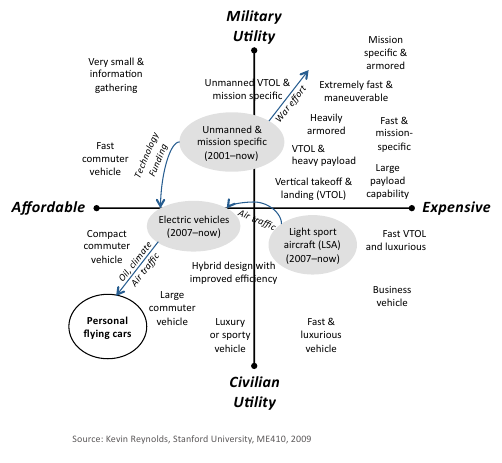 Military
Utility
Mission
specific &
armored
Very small &
information
gathering
Unmanned VTOL &
mission specific
Extremely fast &
maneuverable
War effort
Heavily
armored
Fast &
mission-
specific
Unmanned &
mission specific
(2001–now)
Technology
Funding
Fast
commuter
vehicle
VTOL &
heavy payload
Large
payload
capability
Vertical takeoff &
landing (VTOL)
Affordable
Expensive
Electric vehicles
(2007–now)
Air traffic
Light sport
aircraft (LSA)
(2007–now)
Compact
commuter
vehicle
Fast VTOL
and luxurious
Oil, climate
Air traffic
Hybrid design with
improved efficiency
Large
commuter
vehicle
Business
vehicle
Personal
flying cars
Luxury
or sporty
vehicle
Fast &
luxurious
vehicle
Civilian
Utility
Source: Kevin Reynolds, Stanford University, ME410, 2009